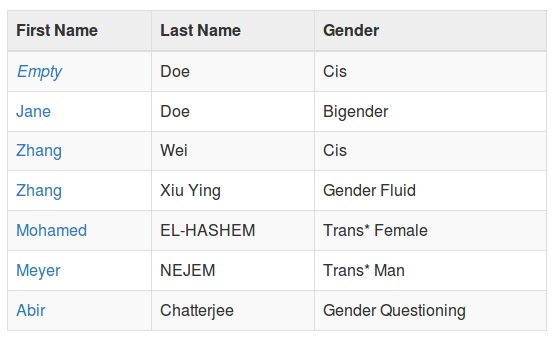 First Name Last Name Gender
Empty Doe Cis
Jane Doe Bigender
Zhang Wei Cis
Zhang Xiu Ying Gender Fluid
Mohamed EL-HASHEM Trans* Female
Meyer NEJEM Trans* Man
Abir Chatterjee Gender Questioning